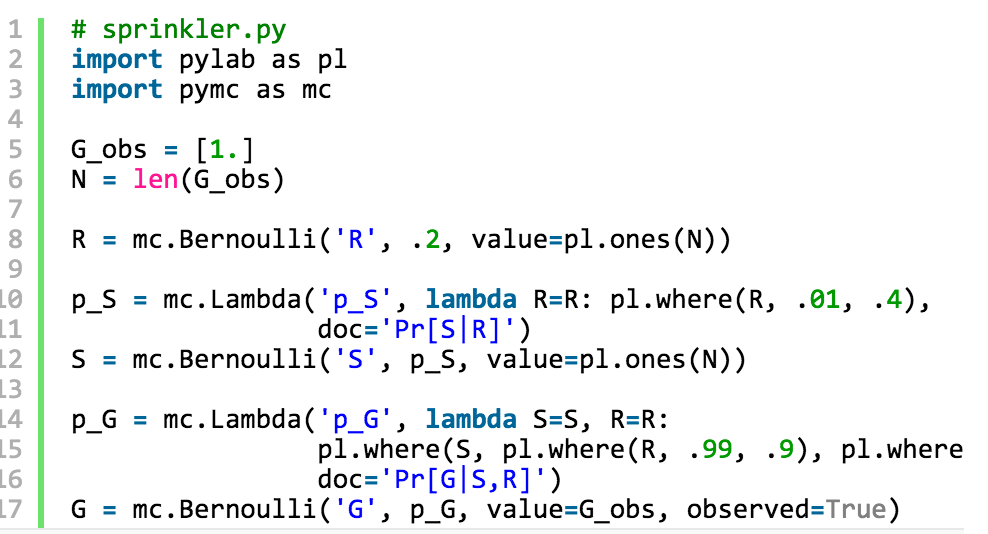 1 # sprinkler.py
2 import pylab as pl
3 import pymc as mc
4
5 G_obs = [1.]
6 N = len(G_obs)
7
8 R = mc.Bernoulli('R', .2, value=pl.ones(N))
9
10 p_S = mc.Lambda('p_S', lambda R=R: pl.where(R, .01, .4),
11 doc='Pr[S|R]')
12 S = mc.Bernoulli('S', p_S, value=pl.ones(N))
13
14 p_G = mc.Lambda('p_G', lambda S=S, R=R:
15 pl.where(S, pl.where(R, .99, .9), pl.where
16 doc='Pr[G|S,R]')
17 G = mc.Bernoulli('G', p_G, value=G_obs, observed=True)